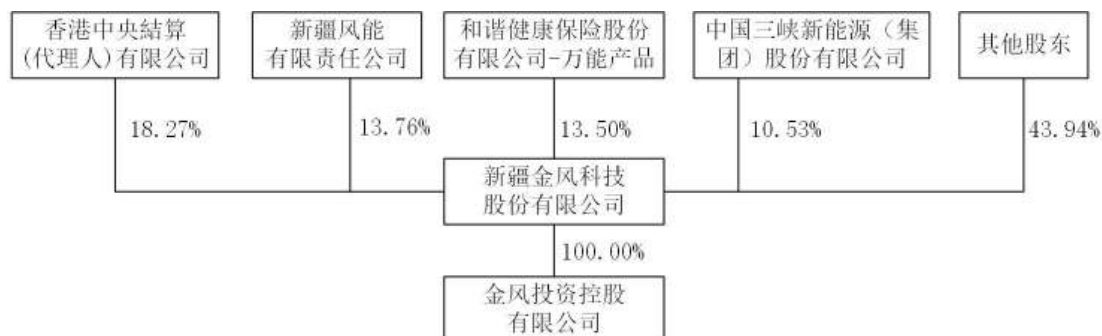 香港中央結算
(代理人)有限公司
新疆风能
有限责任公司
和谐健康保险股份
有限公司-万能产品
中国三峡新能源（集
团）股份有限公司
其他股东
18.27%
13.76%
13.50%
10.53%
43.94%
新疆金风科技
股份有限公司
100.00%
金风投资控股
有限公司